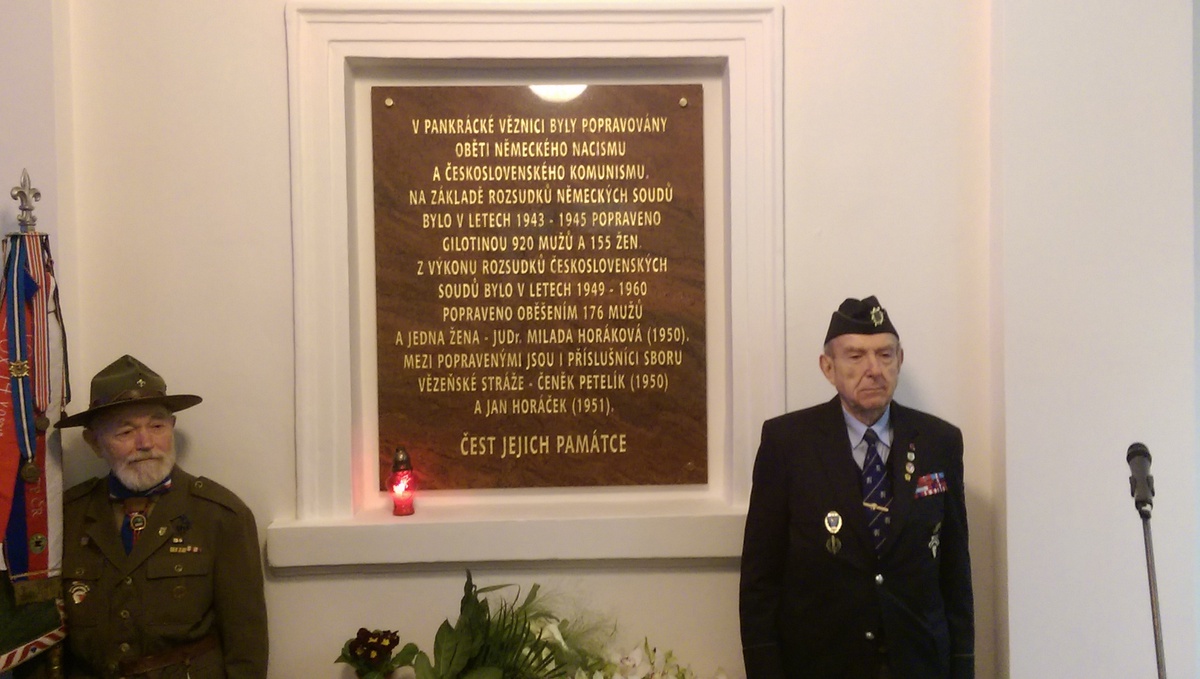 V PANKRÁCKÉ VĚZNICI BYLY POPRAVOVÁNY
OBĚTI NĚMECKÉHO NACISMU
A ČESKOSLOVENSKÉHO KOMUNISMU.
NA ZÁKLADĚ ROZSUDKŮ NĚMECKÝCH SOUDŮ
BYLO V LETECH 1943 - 1945 POPRAVENO
GILOTINOU 920 MUŽŮ A 155 ŽEN.
Z VÝKONU ROZSUDKŮ ČESKOSLOVENSKÝCH
SOUDŮ BYLO V LETECH 1949 - 1960
POPRAVENO OBĚŠENÍM 176 MUŽŮ
A JEDNA ŽENA - JUDr. MILADA HORÁKOVÁ (1950).
MEZI POPRAVENÝMI JSOU I PŘÍSLUŠNÍCI SBORU
VĚZEŇSKÉ STRÁŽE - ČENĚK PETELÍK (1950)
A JAN HORÁČEK (1951).
ČEST JEJICH PAMÁTCE